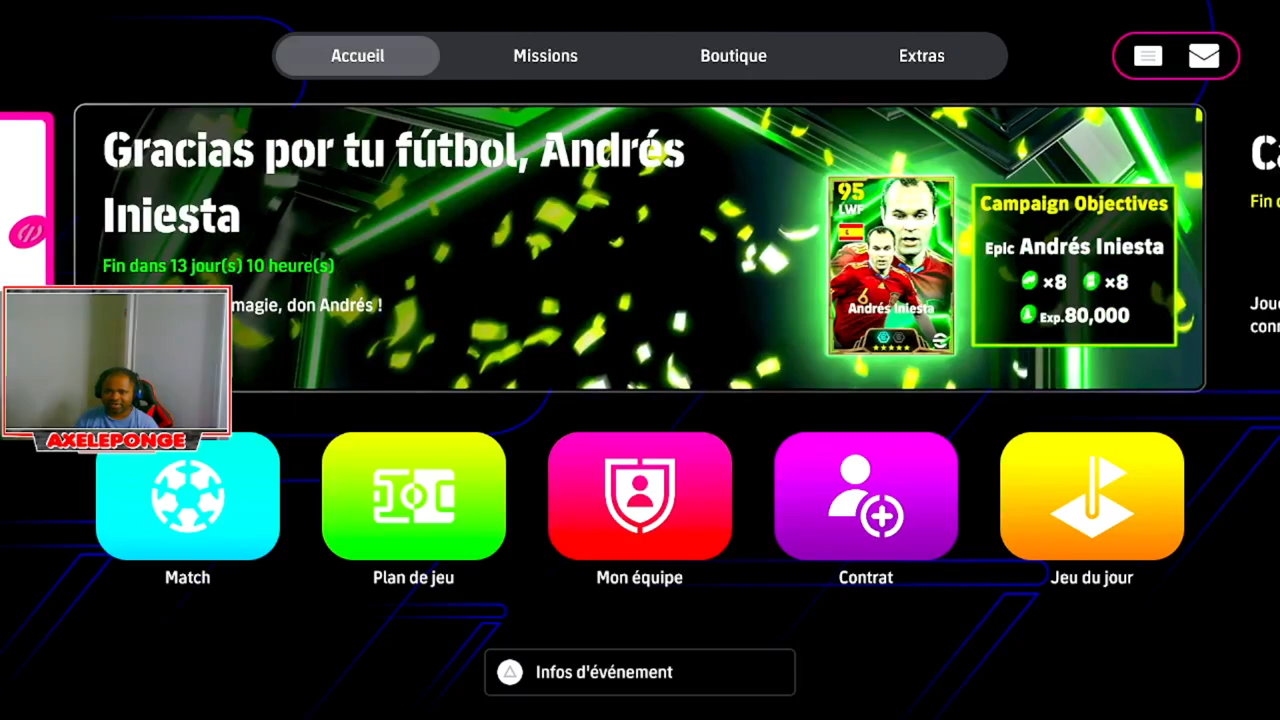 Accueil
Missions
Boutique
Extras
Gracias por tu fútbol, Andrés
Iniesta
Fin dans 13 jour(s) 10 heure(s)
magie, don Andrés !
95
LWF
6
Andrés Iniesta
Campaign Objectives
Epic Andrés Iniesta
×8 ×8
Exp.80,000
Fin d
Joue
conn
AXELEPONGE
Match
Plan de jeu
Mon équipe
Contrat
Jeu du jour
Infos d'événement